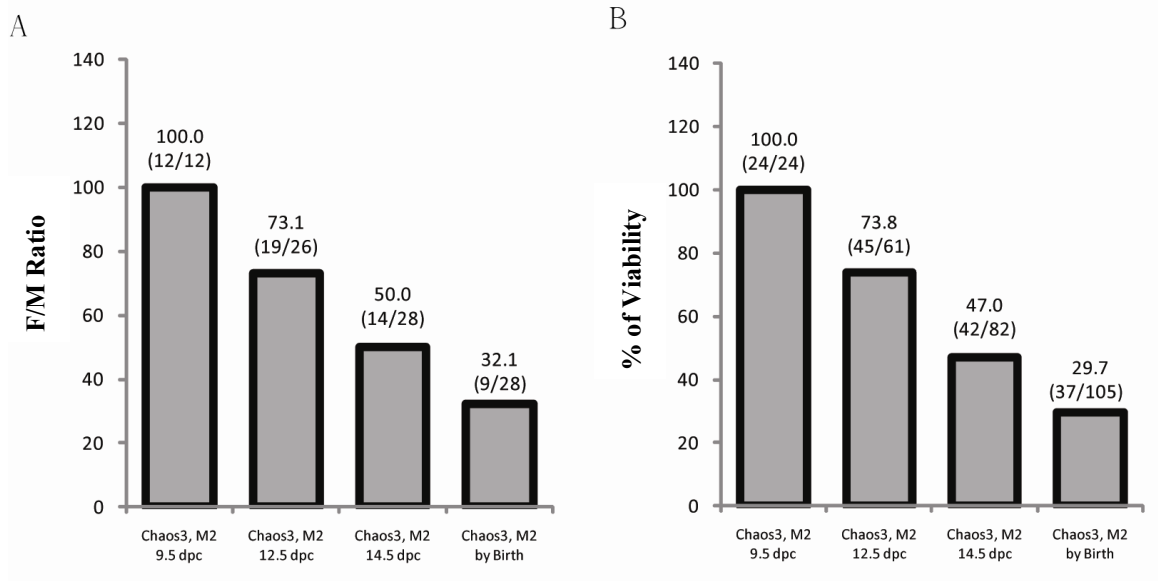 A
F/M Ratio
140
120
100
80
60
40
20
0
100.0
(12/12)
73.1
(19/26)
50.0
(14/28)
32.1
(9/28)
Chaos3, M2
9.5 dpc
Chaos3, M2
12.5 dpc
Chaos3, M2
14.5 dpc
Chaos3, M2
by Birth
B
% of Viability
140
120
100
80
60
40
20
0
100.0
(24/24)
73.8
(45/61)
47.0
(42/82)
29.7
(37/105)
Chaos3, M2
9.5 dpc
Chaos3, M2
12.5 dpc
Chaos3, M2
14.5 dpc
Chaos3, M2
by Birth